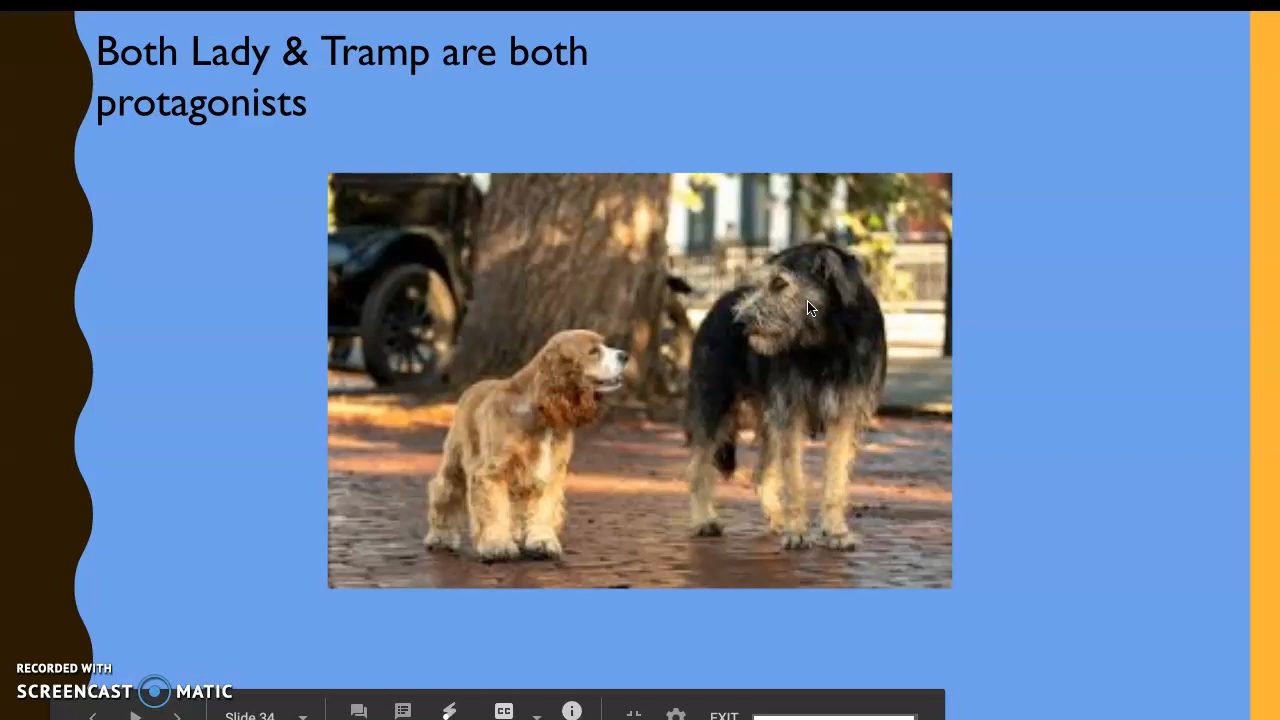 Both Lady & Tramp are both
protagonists
RECORDED WITH
SCREENCAST MATIC
Slide 34
CC
EXIT